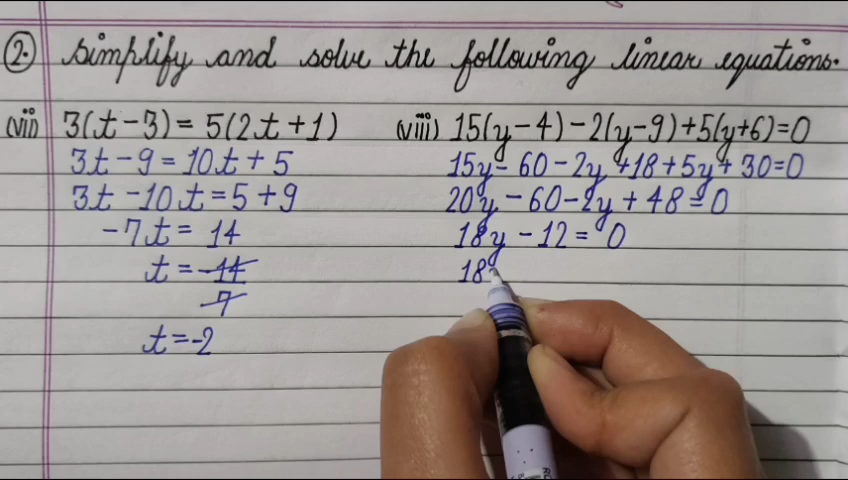 2. Simplify and solve the following linear equations.
(vii) 3(t-3) = 5(2t+1)
3t-9 = 10t+5
3t-10t = 5+9
-7t = 14
t = -14
7
t = -2
(viii) 15(y-4)-2(y-9)+5(y+6)=0
15y-60-2y+18+5y+30=0
20y-60-2y+48=0
18y-12=0
18